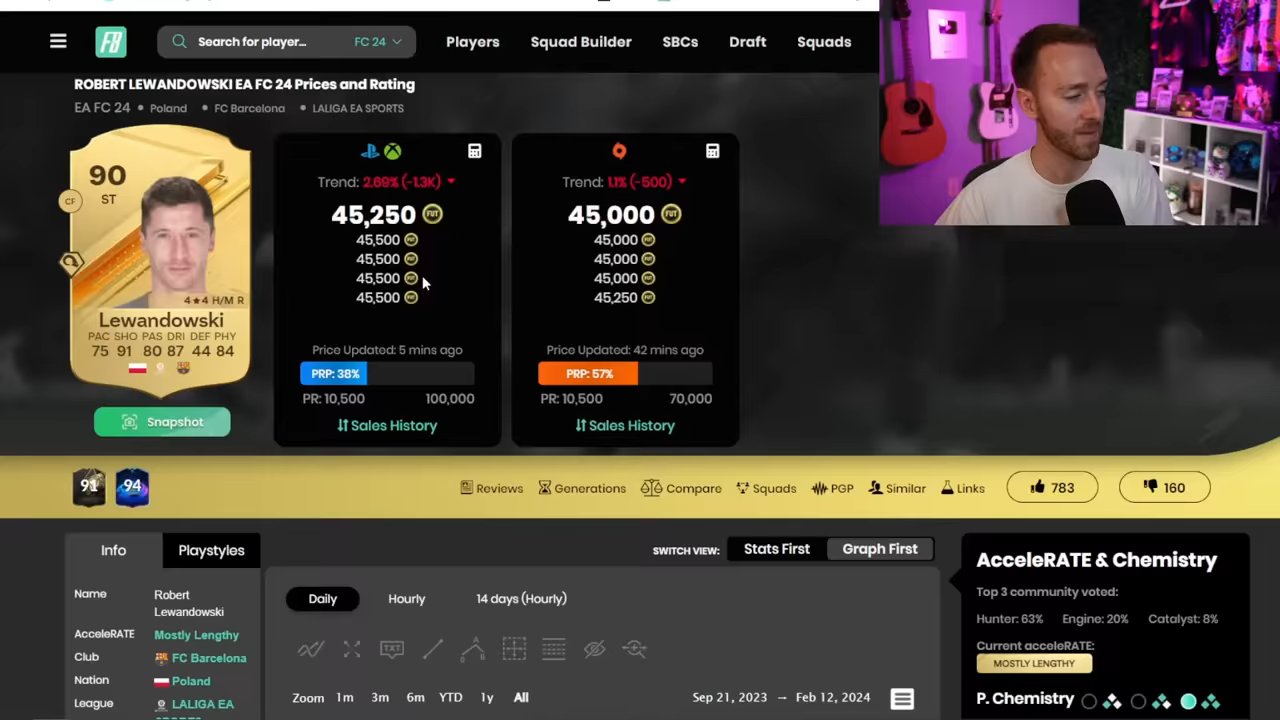 FB
Search for player...
FC 24
Players
Squad Builder
SBCs
Draft
Squads
ROBERT LEWANDOWSKI EA FC 24 Prices and Rating
EA FC 24 • Poland • FC Barcelona • LALIGA EA SPORTS
90
ST
CF
4★4 H/M R
Lewandowski
PAC SHO PAS DRI DEF PHY
75 91 80 87 44 84
Snapshot
Trend: 2.69% (-1.3K)
45,250 FUT
45,500
45,500
45,500
45,500
Price Updated: 5 mins ago
PRP: 38%
PR: 10,500 100,000
Sales History
Trend: 1.1% (-500)
45,000 FUT
45,000
45,000
45,000
45,250
Price Updated: 42 mins ago
PRP: 57%
PR: 10,500 70,000
Sales History
91
94
Reviews
Generations
Compare
Squads
PGP
Similar
Links
783
160
Info
Playstyles
Name Robert Lewandowski
AcceleRATE Mostly Lengthy
Club FC Barcelona
Nation Poland
League LALIGA EA
SWITCH VIEW:
Stats First
Graph First
Daily
Hourly
14 days (Hourly)
TXT
Zoom 1m 3m 6m YTD 1y All
Sep 21, 2023 → Feb 12, 2024
AcceleRATE & Chemistry
Top 3 community voted:
Hunter: 63% Engine: 20% Catalyst: 8%
Current acceleRATE:
MOSTLY LENGTHY
P. Chemistry